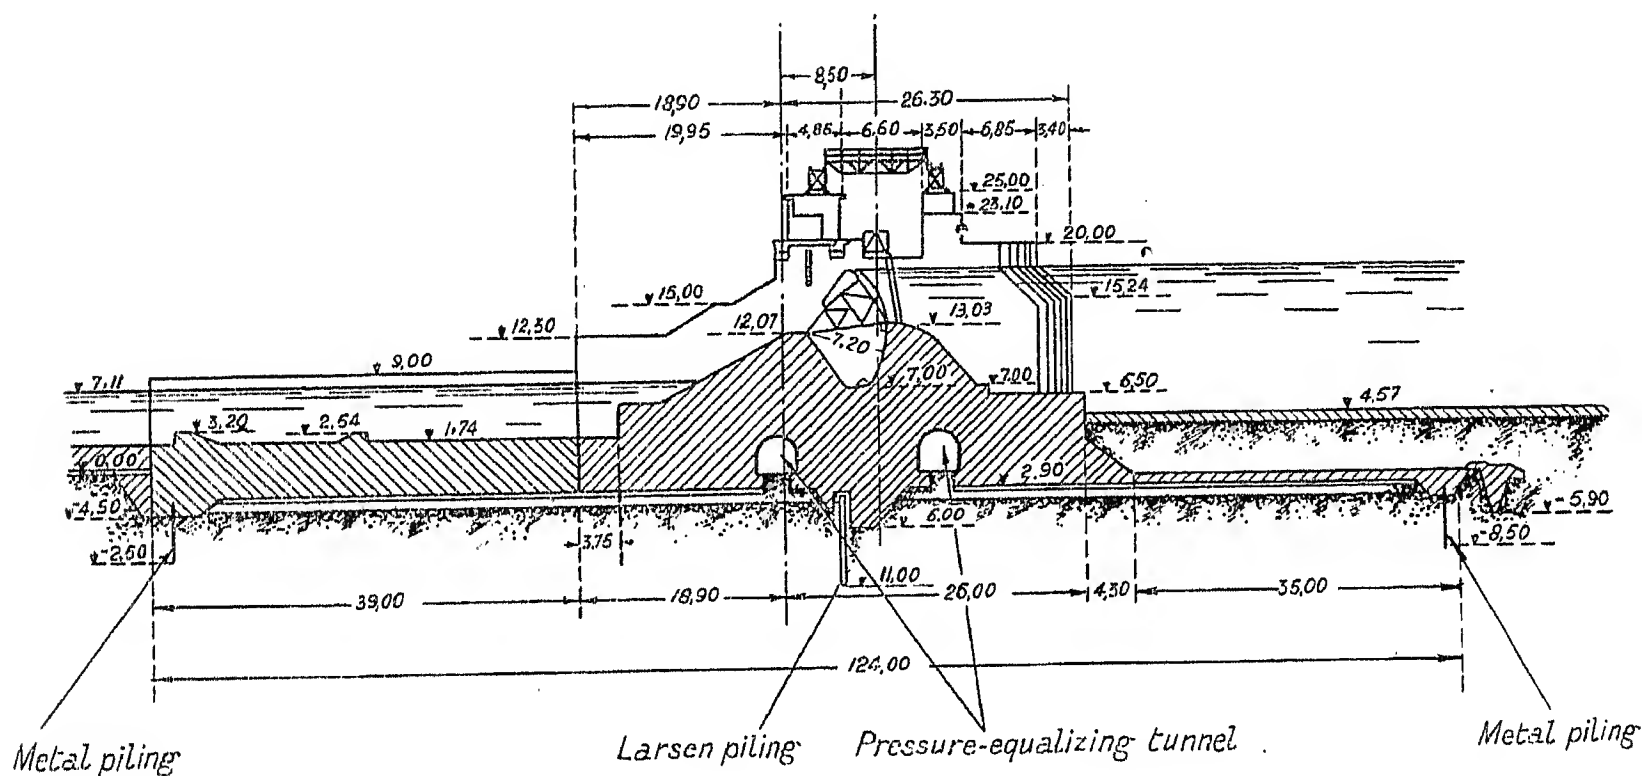 8,50
18,90 26.30
19,95 4,85 6,60 3,50 6,85 3,40
25,00
23,10
20,00
15,00 15,24
12,30 12,07 13,03
7,20
9,00
7,11 7,00 7,00 6,50
4,57
3,20 2,54 1,74
0,00
2,90
-4,50 6,00 -5,90
3,75 -8,50
-2,50
11,00
39,00 18,90 26,00 4,30 35,00
124,00
Metal piling
Larsen piling
Pressure-equalizing tunnel
Metal piling